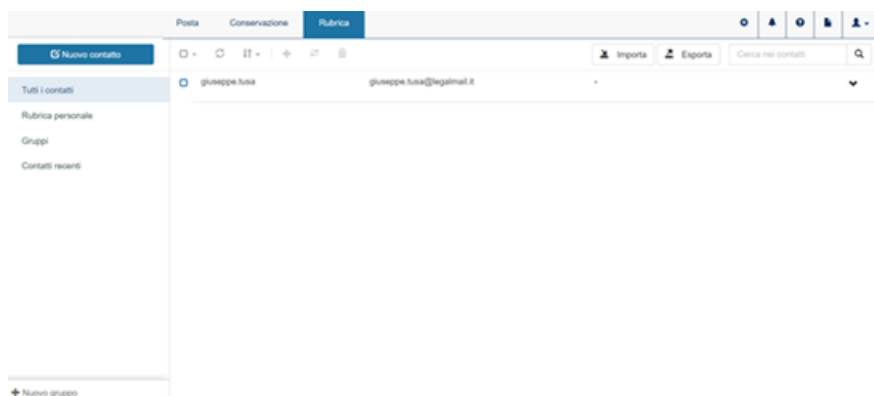 Posta Conservazione Rubrica
Nuovo contatto
Importa Esporta Cerca nei contatti
Tutti i contatti
giuseppe.tusa giuseppe.tusa@legalmail.it -
Rubrica personale
Gruppi
Contatti recenti
Nuovo gruppo